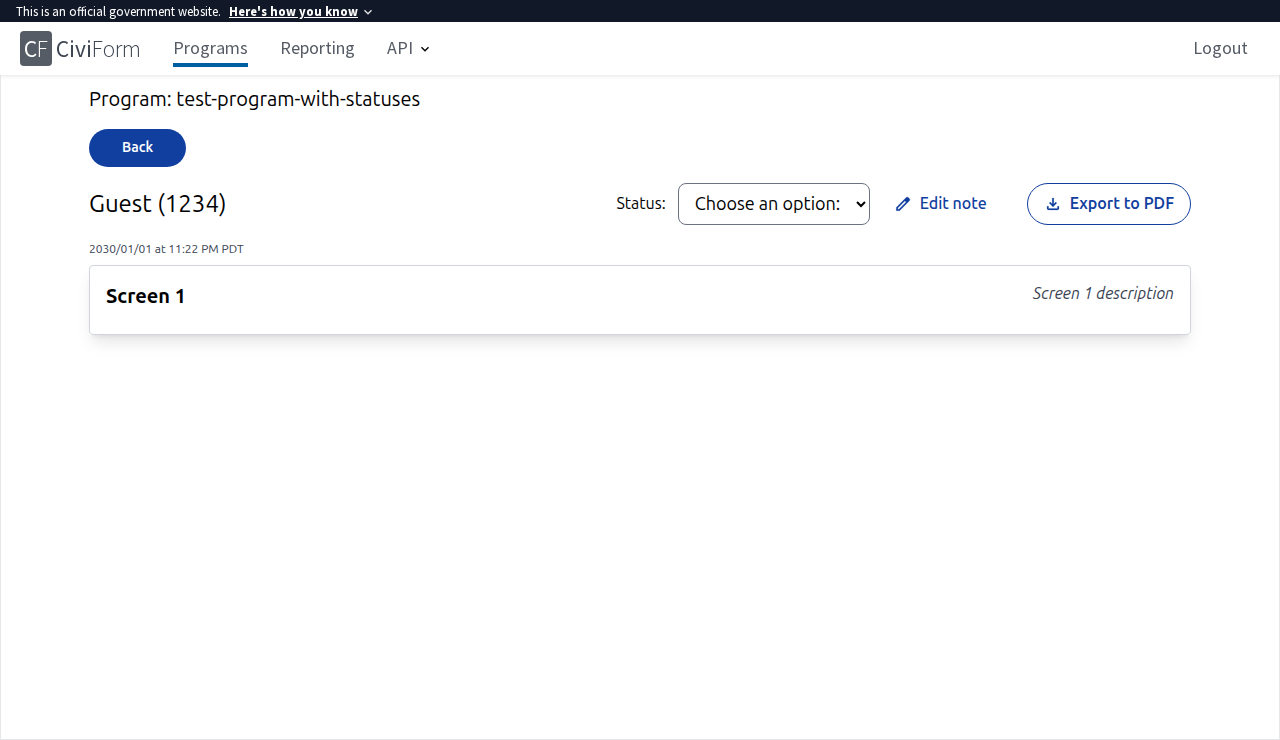 This is an official government website. Here's how you know
CF CiviForm Programs Reporting API Logout
Program: test-program-with-statuses
Back
Guest (1234) Status: Choose an option: Edit note Export to PDF
2030/01/01 at 11:22 PM PDT
Screen 1 Screen 1 description